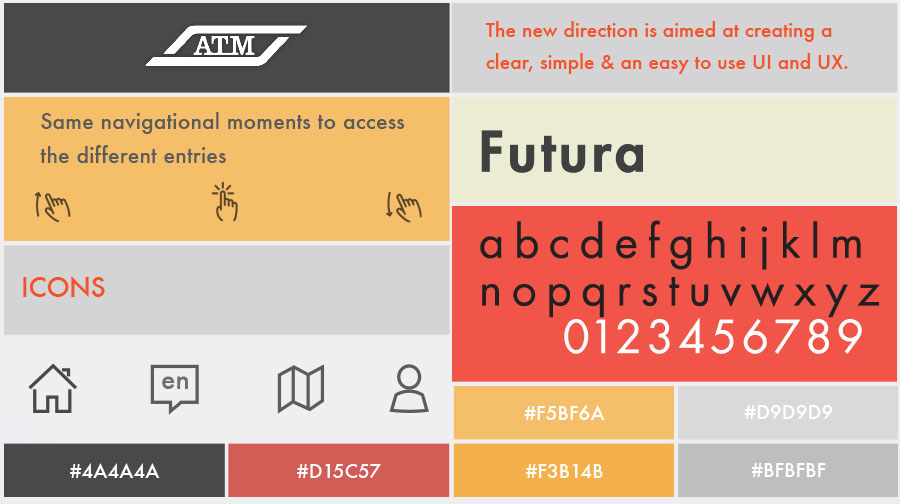 ATM
The new direction is aimed at creating a
clear, simple & an easy to use UI and UX.
Same navigational moments to access
the different entries
Futura
a b c d e f g h i j k l m
n o p q r s t u v w x y z
0123456789
ICONS
en
#F5BF6A
#D9D9D9
#4A4A4A
#D15C57
#F3B14B
#BFBFBF